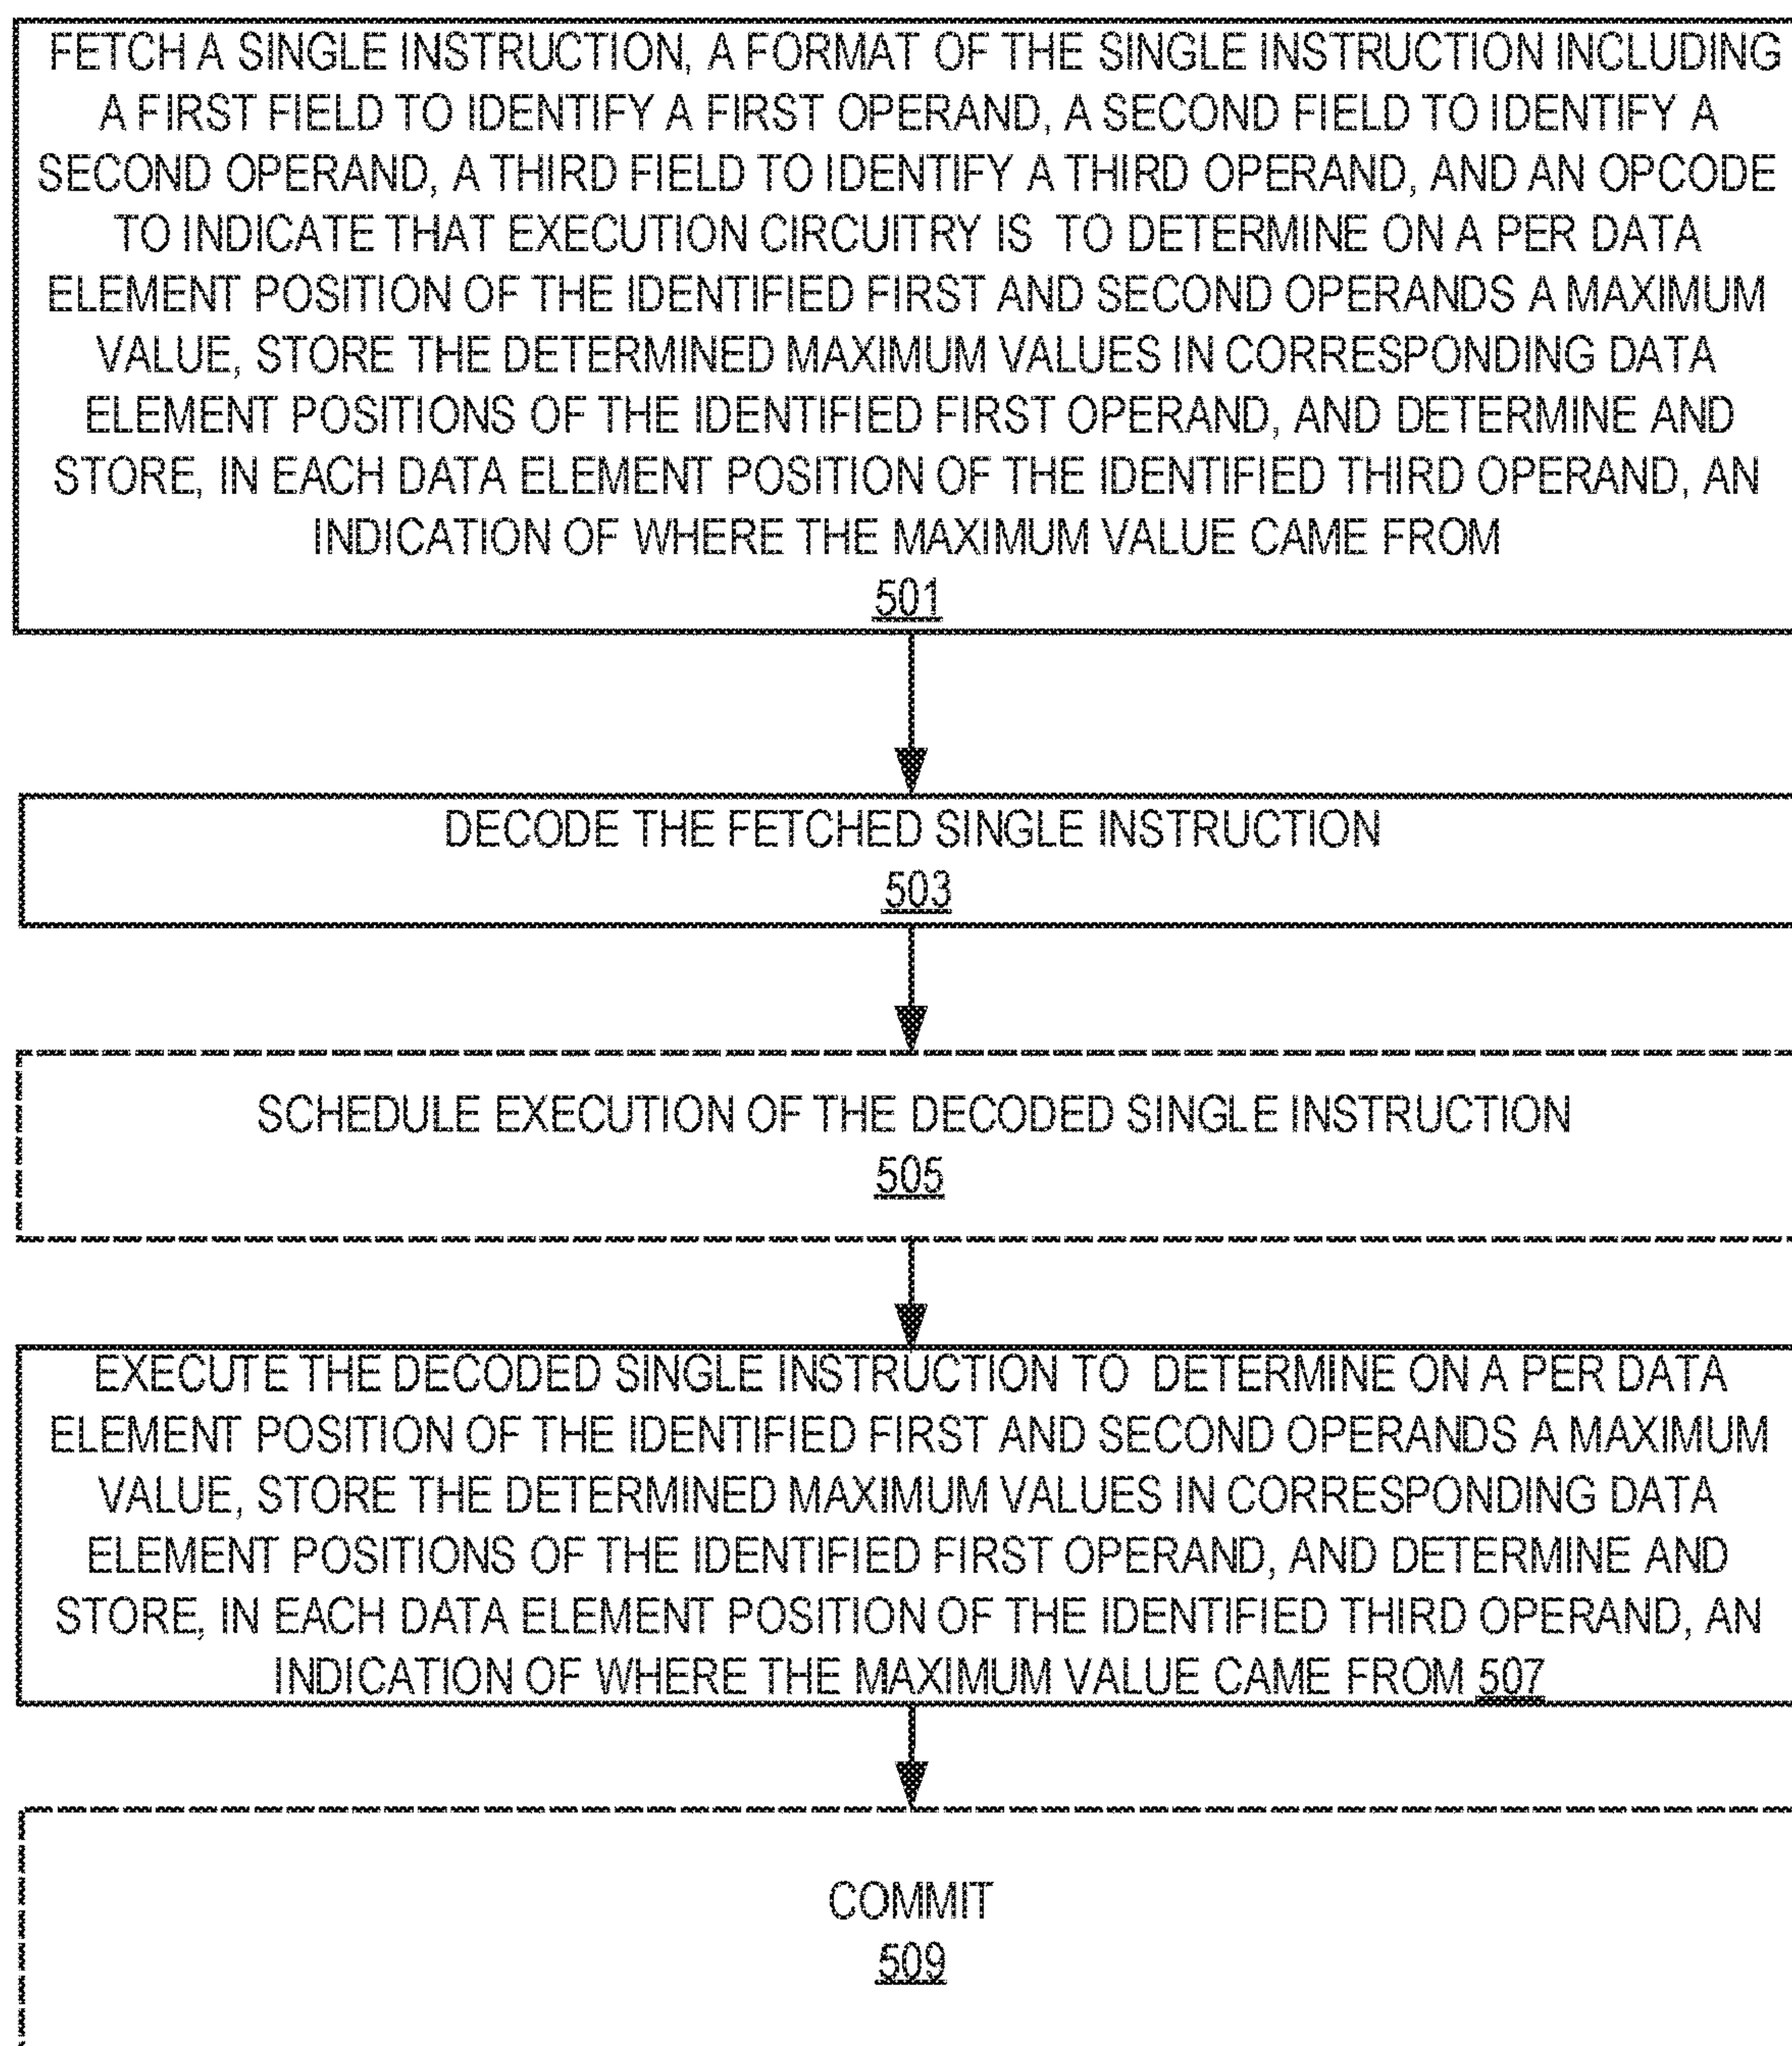 FETCH A SINGLE INSTRUCTION, A FORMAT OF THE SINGLE INSTRUCTION INCLUDING
A FIRST FIELD TO IDENTIFY A FIRST OPERAND, A SECOND FIELD TO IDENTIFY A
SECOND OPERAND, A THIRD FIELD TO IDENTIFY A THIRD OPERAND, AND AN OPCODE
TO INDICATE THAT EXECUTION CIRCUITRY IS TO DETERMINE ON A PER DATA
ELEMENT POSITION OF THE IDENTIFIED FIRST AND SECOND OPERANDS A MAXIMUM
VALUE, STORE THE DETERMINED MAXIMUM VALUES IN CORRESPONDING DATA
ELEMENT POSITIONS OF THE IDENTIFIED FIRST OPERAND, AND DETERMINE AND
STORE, IN EACH DATA ELEMENT POSITION OF THE IDENTIFIED THIRD OPERAND, AN
INDICATION OF WHERE THE MAXIMUM VALUE CAME FROM
501
DECODE THE FETCHED SINGLE INSTRUCTION
503
SCHEDULE EXECUTION OF THE DECODED SINGLE INSTRUCTION
505
EXECUTE THE DECODED SINGLE INSTRUCTION TO DETERMINE ON A PER DATA
ELEMENT POSITION OF THE IDENTIFIED FIRST AND SECOND OPERANDS A MAXIMUM
VALUE, STORE THE DETERMINED MAXIMUM VALUES IN CORRESPONDING DATA
ELEMENT POSITIONS OF THE IDENTIFIED FIRST OPERAND, AND DETERMINE AND
STORE, IN EACH DATA ELEMENT POSITION OF THE IDENTIFIED THIRD OPERAND, AN
INDICATION OF WHERE THE MAXIMUM VALUE CAME FROM 507
COMMIT
509